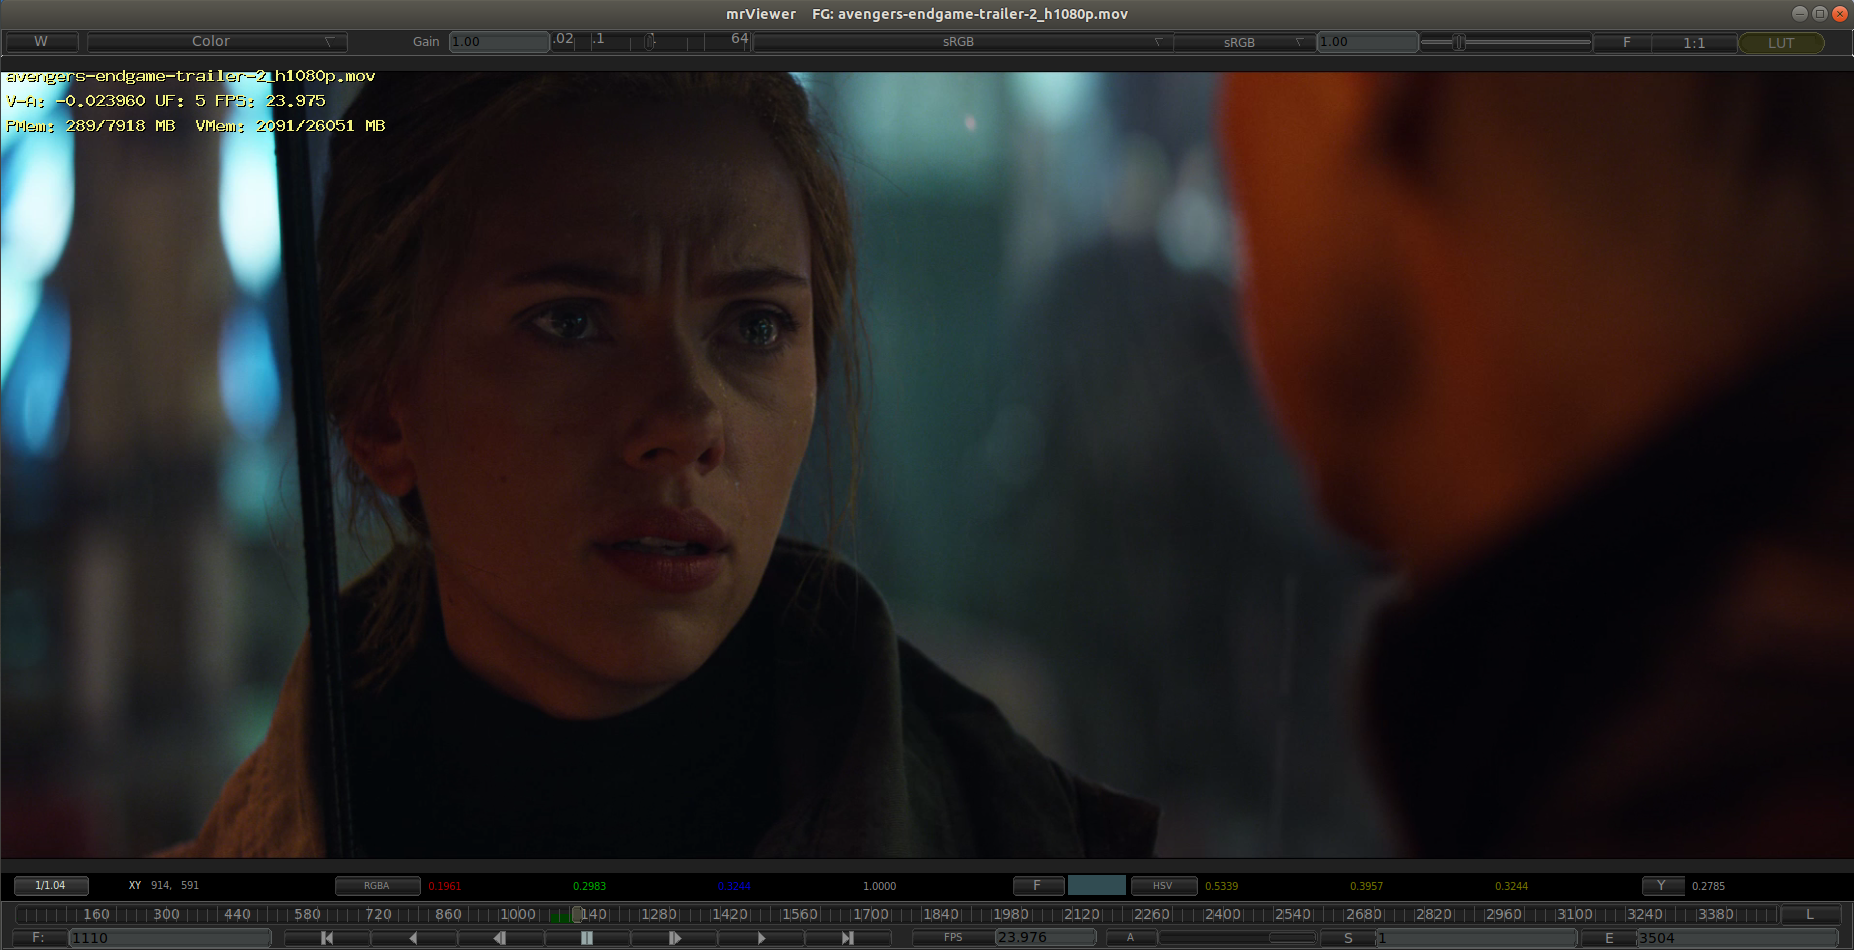 mrViewer FG: avengers-endgame-trailer-2_h1080p.mov
W Color Gain 1.00 .02 .1 1 64 sRGB sRGB 1.00 F 1:1 LUT
avengers-endgame-trailer-2_h1080p.mov
V-A: -0.023960 UF: 5 FPS: 23.975
PMem: 289/7918 MB VMem: 2091/26051 MB
1/1.04 XY 914, 591 RGBA 0.1961 0.2983 0.3244 1.0000 F HSV 0.5339 0.3957 0.3244 Y 0.2785
160 300 440 580 720 860 1000 1140 1280 1420 1560 1700 1840 1980 2120 2260 2400 2540 2680 2820 2960 3100 3240 3380 L
F: 1110 FPS 23.976 A S 1 E 3504